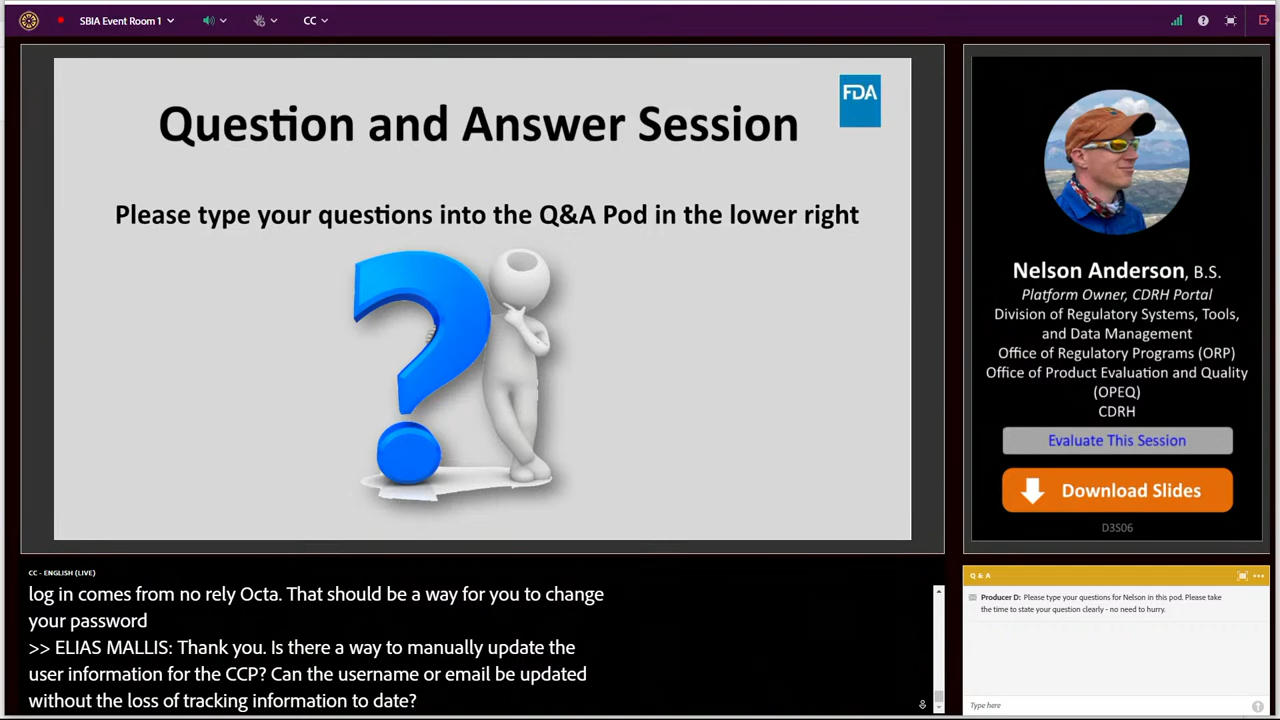 SBIA Event Room 1
CC
Question and Answer Session
FDA
Please type your questions into the Q&A Pod in the lower right
Nelson Anderson, B.S.
Platform Owner, CDRH Portal
Division of Regulatory Systems, Tools,
and Data Management
Office of Regulatory Programs (ORP)
Office of Product Evaluation and Quality
(OPEQ)
CDRH
Evaluate This Session
Download Slides
D3S06
CC - ENGLISH (LIVE)
log in comes from no rely Octa. That should be a way for you to change
your password
>> ELIAS MALLIS: Thank you. Is there a way to manually update the
user information for the CCP? Can the username or email be updated
without the loss of tracking information to date?
Q & A
Producer D: Please type your questions for Nelson in this pod. Please take
the time to state your question clearly - no need to hurry.
Type here